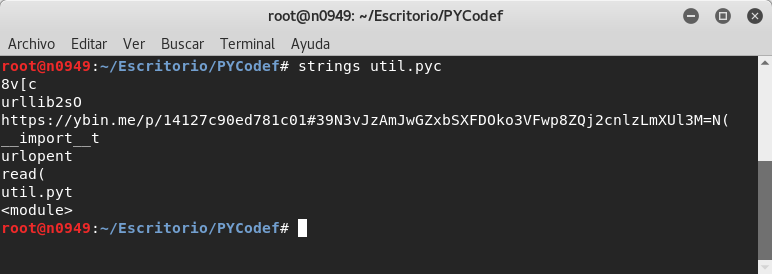 root@n0949: ~/Escritorio/PYCodef
Archivo Editar Ver Buscar Terminal Ayuda
root@n0949:~/Escritorio/PYCodef# strings util.pyc
8v[c
urllib2sO
https://ybin.me/p/14127c90ed781c01#39N3vJzAmJwGZxbSXFDOko3VFwp8ZQj2cnlzLmXUl3M=N(
__import__t
urlopent
read(
util.pyt
<module>
root@n0949:~/Escritorio/PYCodef#